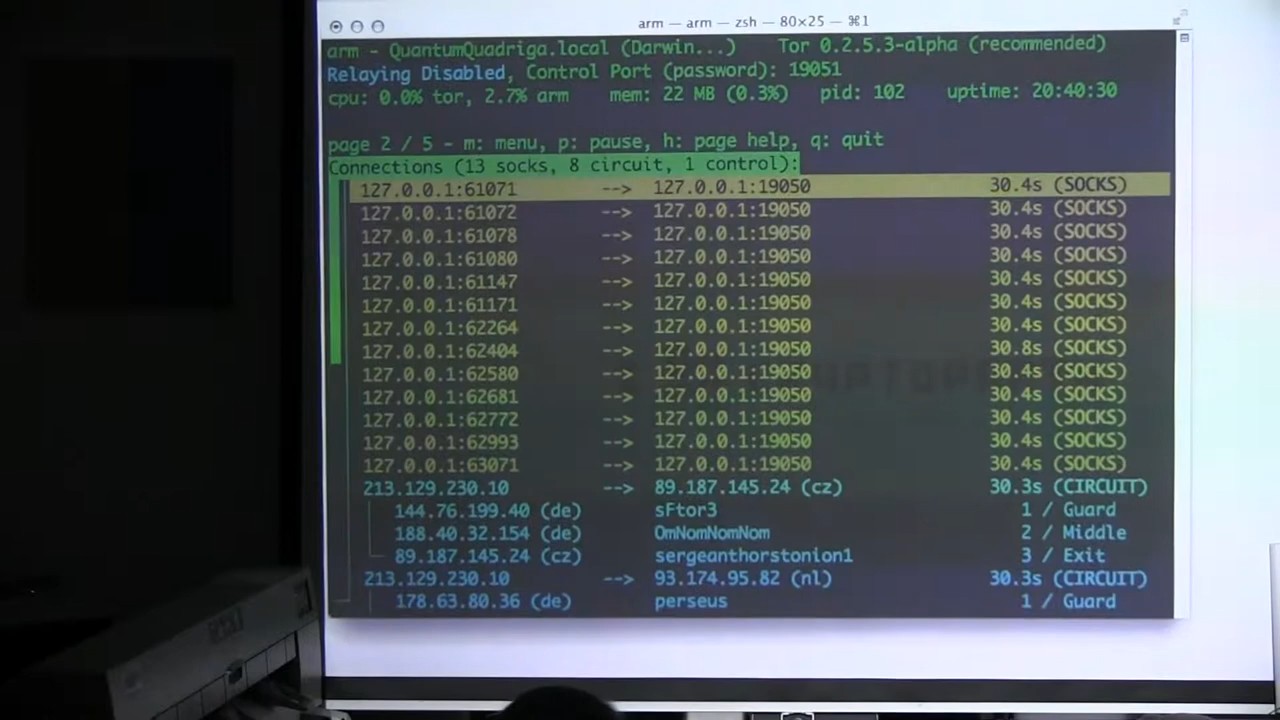 arm — arm — zsh — 80×25 — ⌘1
arm - QuantumQuadriga.local (Darwin...) Tor 0.2.5.3-alpha (recommended)
Relaying Disabled, Control Port (password): 19051
cpu: 0.0% tor, 2.7% arm mem: 22 MB (0.3%) pid: 102 uptime: 20:40:30
page 2 / 5 - m: menu, p: pause, h: page help, q: quit
Connections (13 socks, 8 circuit, 1 control):
127.0.0.1:61071 --> 127.0.0.1:19050 30.4s (SOCKS)
127.0.0.1:61072 --> 127.0.0.1:19050 30.4s (SOCKS)
127.0.0.1:61078 --> 127.0.0.1:19050 30.4s (SOCKS)
127.0.0.1:61080 --> 127.0.0.1:19050 30.4s (SOCKS)
127.0.0.1:61147 --> 127.0.0.1:19050 30.4s (SOCKS)
127.0.0.1:61171 --> 127.0.0.1:19050 30.4s (SOCKS)
127.0.0.1:62264 --> 127.0.0.1:19050 30.4s (SOCKS)
127.0.0.1:62404 --> 127.0.0.1:19050 30.8s (SOCKS)
127.0.0.1:62580 --> 127.0.0.1:19050 30.4s (SOCKS)
127.0.0.1:62681 --> 127.0.0.1:19050 30.4s (SOCKS)
127.0.0.1:62772 --> 127.0.0.1:19050 30.4s (SOCKS)
127.0.0.1:62993 --> 127.0.0.1:19050 30.4s (SOCKS)
127.0.0.1:63071 --> 127.0.0.1:19050 30.4s (SOCKS)
213.129.230.10 --> 89.187.145.24 (cz) 30.3s (CIRCUIT)
144.76.199.40 (de) sFtor3 1 / Guard
188.40.32.154 (de) OmNomNomNom 2 / Middle
89.187.145.24 (cz) sergeanthorstonion1 3 / Exit
213.129.230.10 --> 93.174.95.82 (nl) 30.3s (CIRCUIT)
178.63.80.36 (de) perseus 1 / Guard